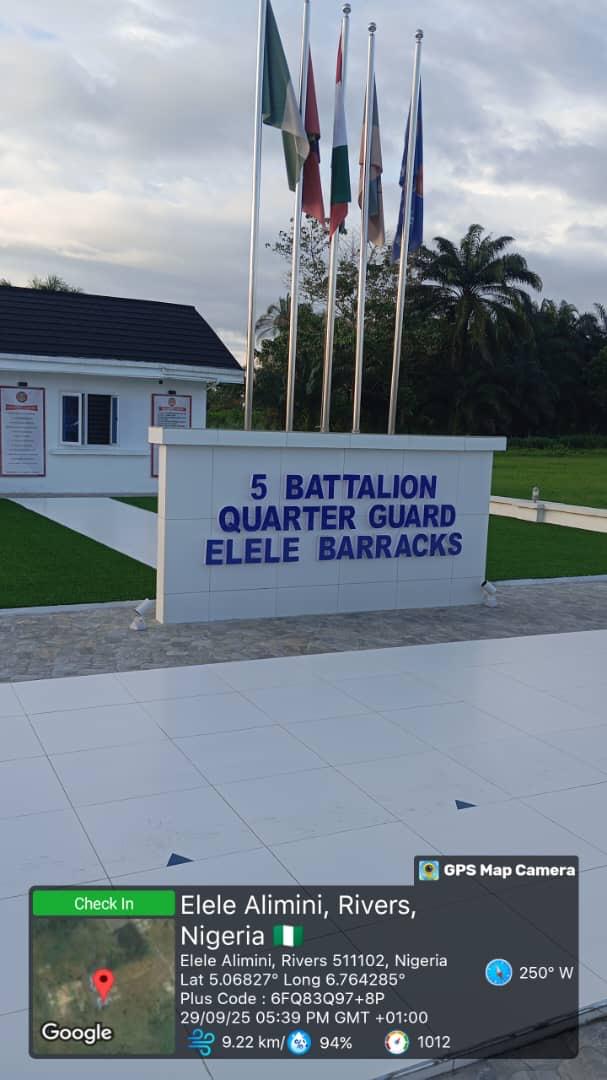 5 BATTALION
QUARTER GUARD
ELELE BARRACKS
GPS Map Camera
Check In
Elele Alimini, Rivers,
Nigeria 🇳🇬
Elele Alimini, Rivers 511102, Nigeria
Lat 5.06827° Long 6.764285°
250° W
Plus Code : 6FQ83Q97+8P
29/09/25 05:39 PM GMT +01:00
Google
9.22 km/ 94% 1012